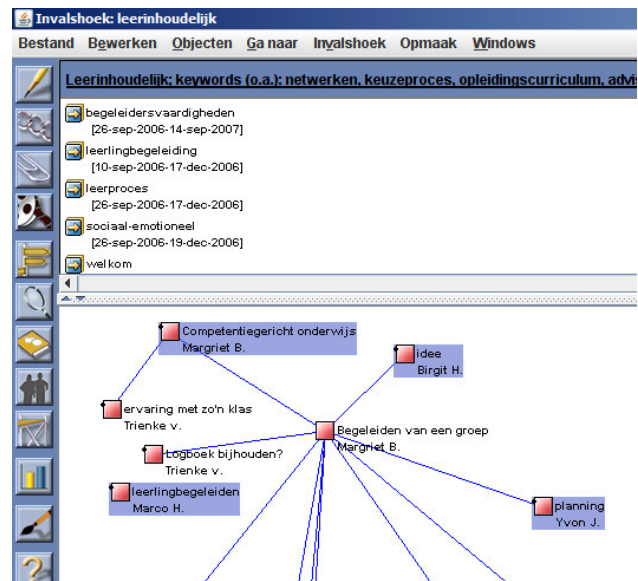 Invalshoek: leerinhoudelijk
Bestand Bewerken Objecten Ga naar Invalshoek Opmaak Windows
Leerinhoudelijk; keywords (o.a.): netwerken, keuzeproces, opleidingscurriculum, advis
begeleidersvaardigheden
[26-sep-2006-14-sep-2007]
leerlingbegeleiding
[10-sep-2006-17-dec-2006]
leerproces
[26-sep-2006-17-dec-2006]
sociaal-emotioneel
[26-sep-2006-19-dec-2006]
welkom
Competentiegericht onderwijs
Margriet B.
idee
Birgit H.
ervaring met zo'n klas
Trienke v.
Begeleiden van een groep
Margriet B.
Logboek bijhouden?
Trienke v.
leerlingbegeleiden
Marco H.
planning
Yvon J.